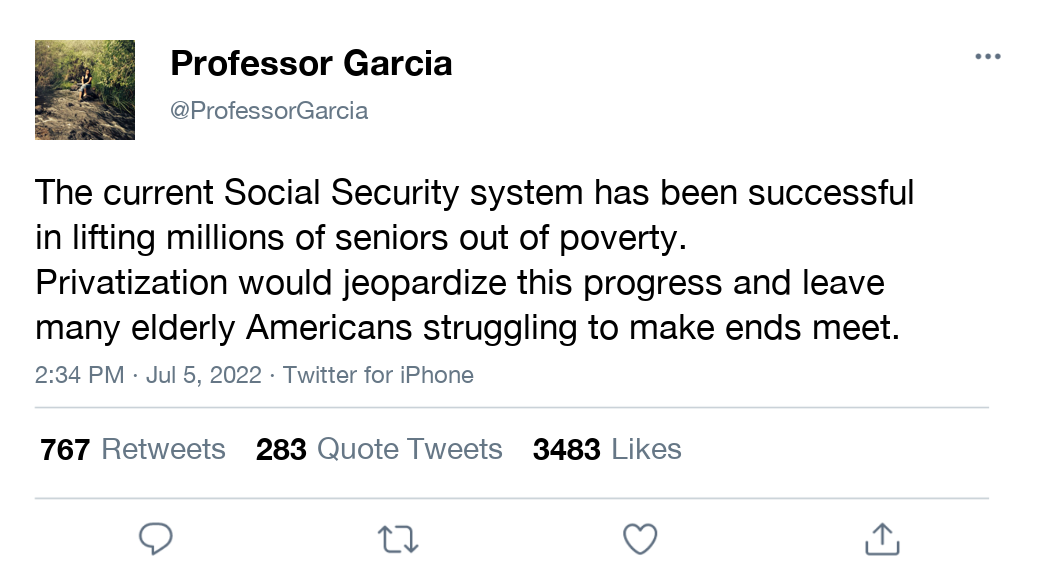 Professor Garcia
@ProfessorGarcia
The current Social Security system has been successful
in lifting millions of seniors out of poverty.
Privatization would jeopardize this progress and leave
many elderly Americans struggling to make ends meet.
2:34 PM · Jul 5, 2022 · Twitter for iPhone
767 Retweets 283 Quote Tweets 3483 Likes